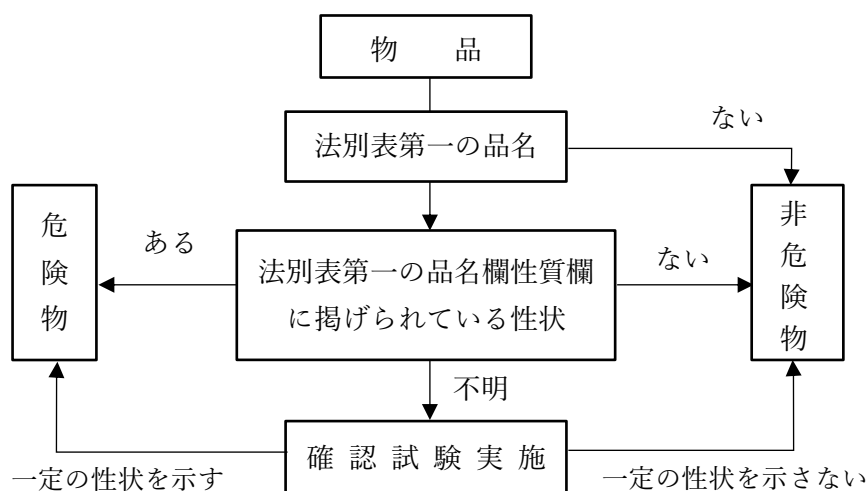 物　　品
法別表第一の品名
ない
危険物
ある
法別表第一の品名欄性質欄
に掲げられている性状
ない
非危険物
不明
確 認 試 験 実 施
一定の性状を示す
一定の性状を示さない